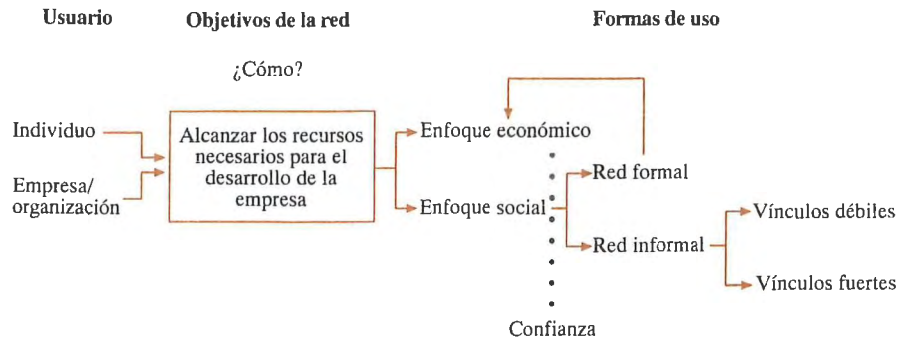 Usuario
Objetivos de la red
Formas de uso
¿Cómo?
Individuo
Empresa/
organización
Alcanzar los recursos
necesarios para el
desarrollo de la
empresa
Enfoque económico
Enfoque social
Red formal
Red informal
Vínculos débiles
Vínculos fuertes
Confianza